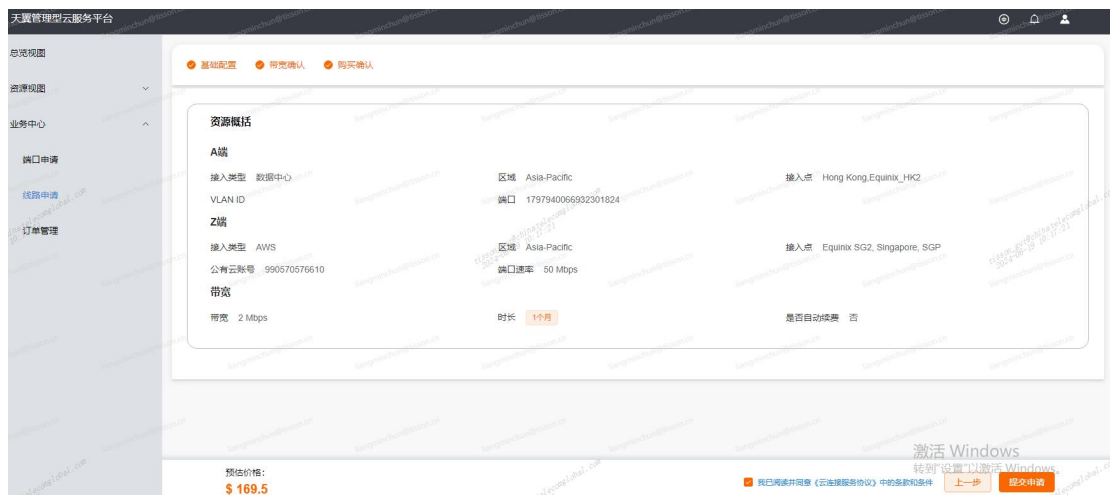 天翼管理型云服务平台
总览视图
资源视图
业务中心
端口申请
线路申请
订单管理
基础配置 带宽确认 购买确认
资源概括
A端
接入类型 数据中心 区域 Asia-Pacific 接入点 Hong Kong,Equinix_HK2
VLAN ID 端口 1797940066932301824
Z端
接入类型 AWS 区域 Asia-Pacific 接入点 Equinix SG2, Singapore, SGP
公有云账号 990570576610 端口速率 50 Mbps
带宽
带宽 2 Mbps 时长 1个月 是否自动续费 否
激活 Windows
转到"设置"以激活 Windows。
预估价格:
$ 169.5
我已阅读并同意《云连接服务协议》中的条款和条件 上一步 提交申请